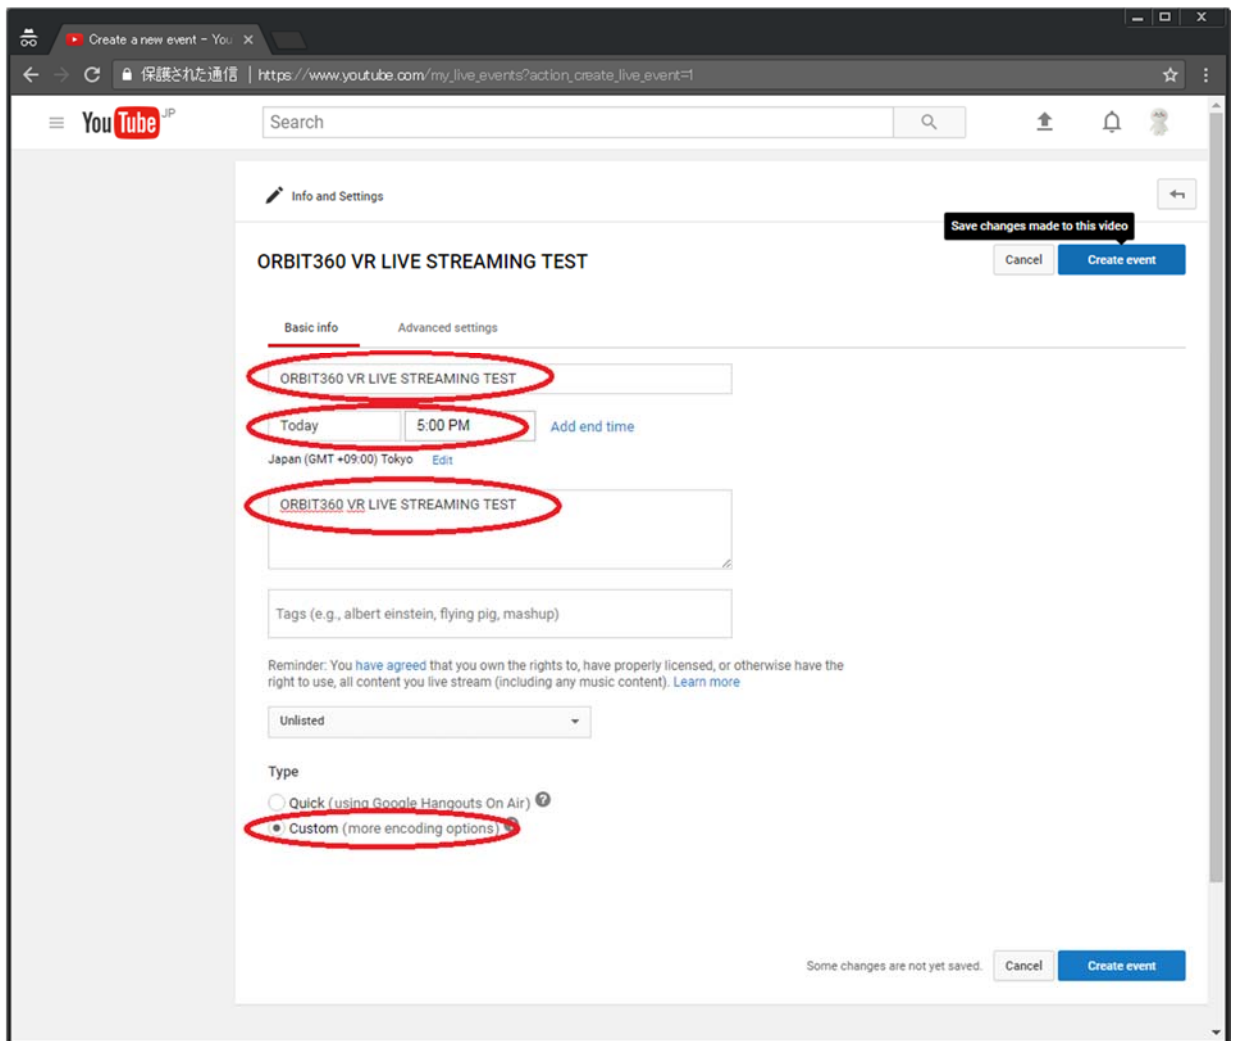 Create a new event - You
保護された通信 | https://www.youtube.com/my_live_events?action_create_live_event=1
YouTube JP
Search
Info and Settings
Save changes made to this video
ORBIT360 VR LIVE STREAMING TEST
Cancel
Create event
Basic info
Advanced settings
ORBIT360 VR LIVE STREAMING TEST
Today
5:00 PM
Add end time
Japan (GMT +09:00) Tokyo
Edit
ORBIT360 VR LIVE STREAMING TEST
Tags (e.g., albert einstein, flying pig, mashup)
Reminder: You have agreed that you own the rights to, have properly licensed, or otherwise have the
right to use, all content you live stream (including any music content). Learn more
Unlisted
Type
Quick (using Google Hangouts On Air) ?
Custom (more encoding options) ?
Some changes are not yet saved.
Cancel
Create event